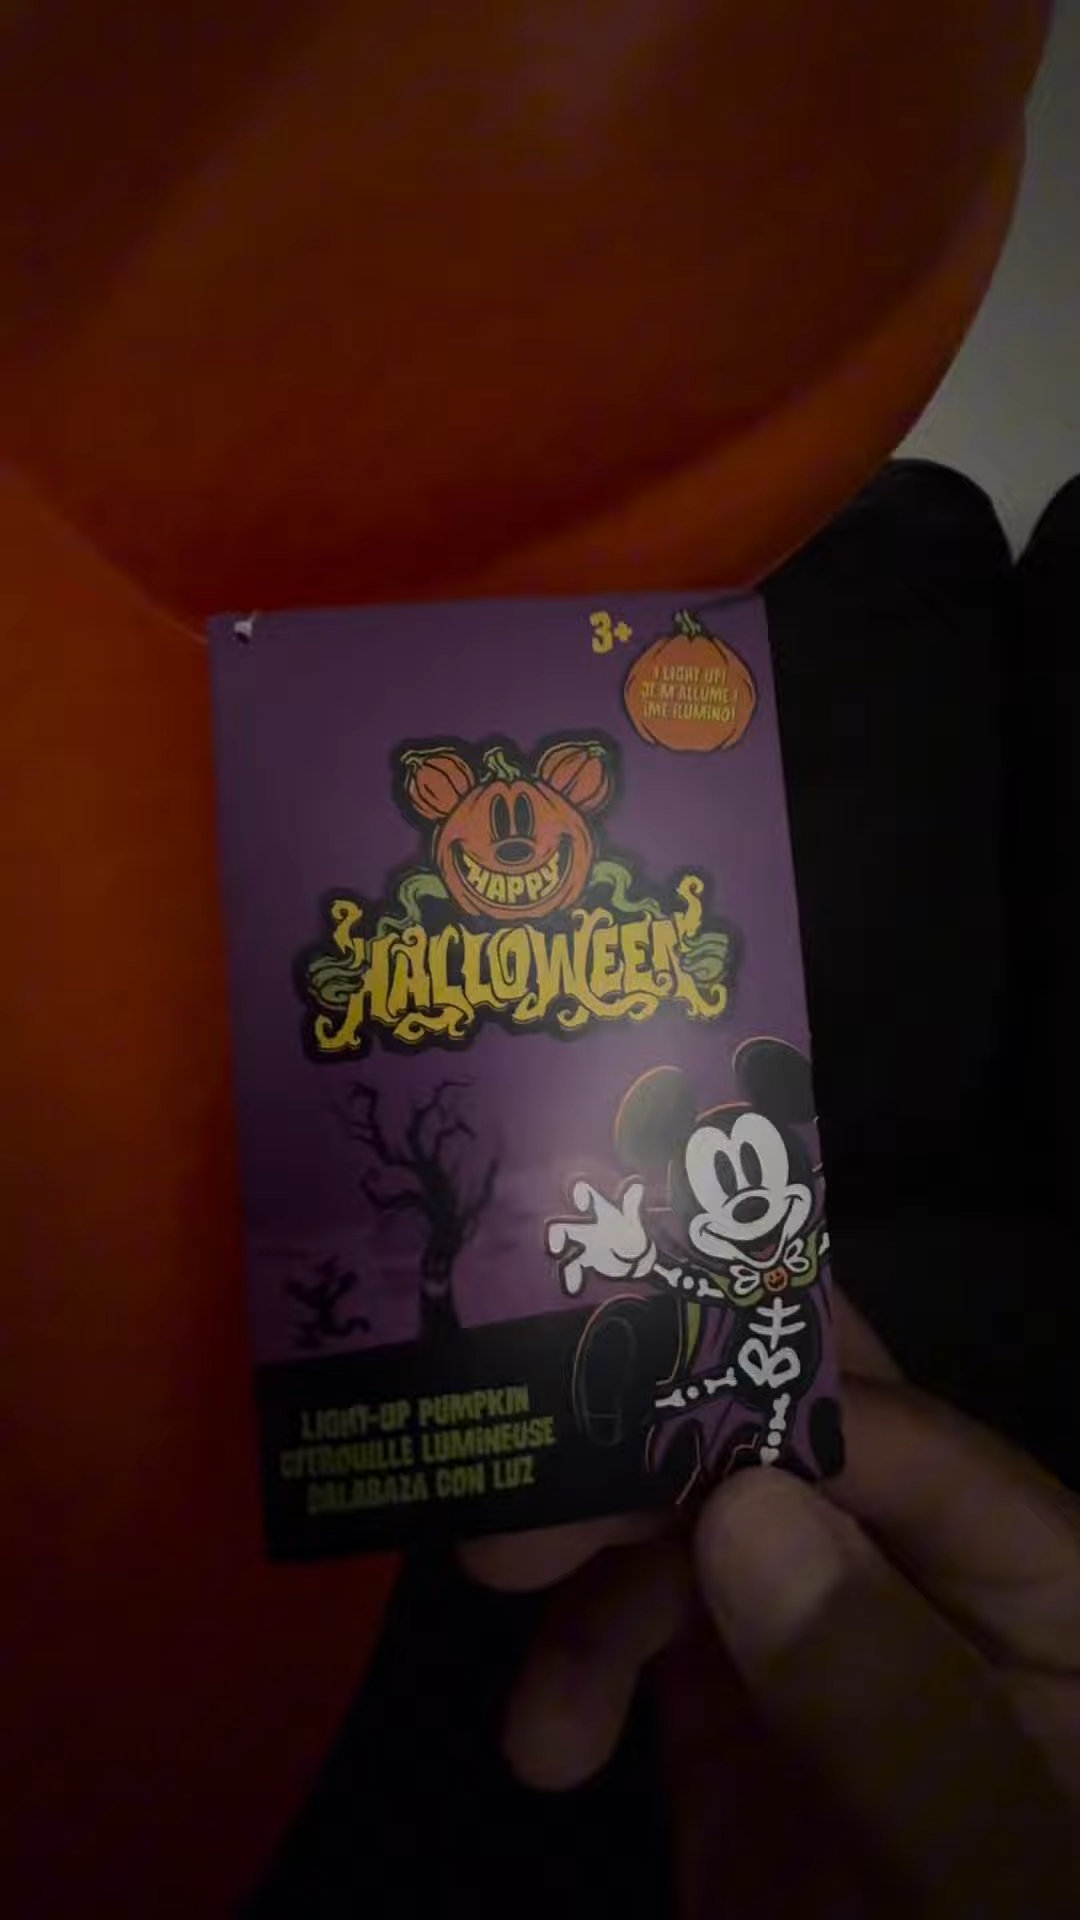 3+
I LIGHT UP!
JE M'ALLUME !
¡ME ILUMINO!
HAPPY
HALLOWEEN
LIGHT-UP PUMPKIN
CITROUILLE LUMINEUSE
CALABAZA CON LUZ